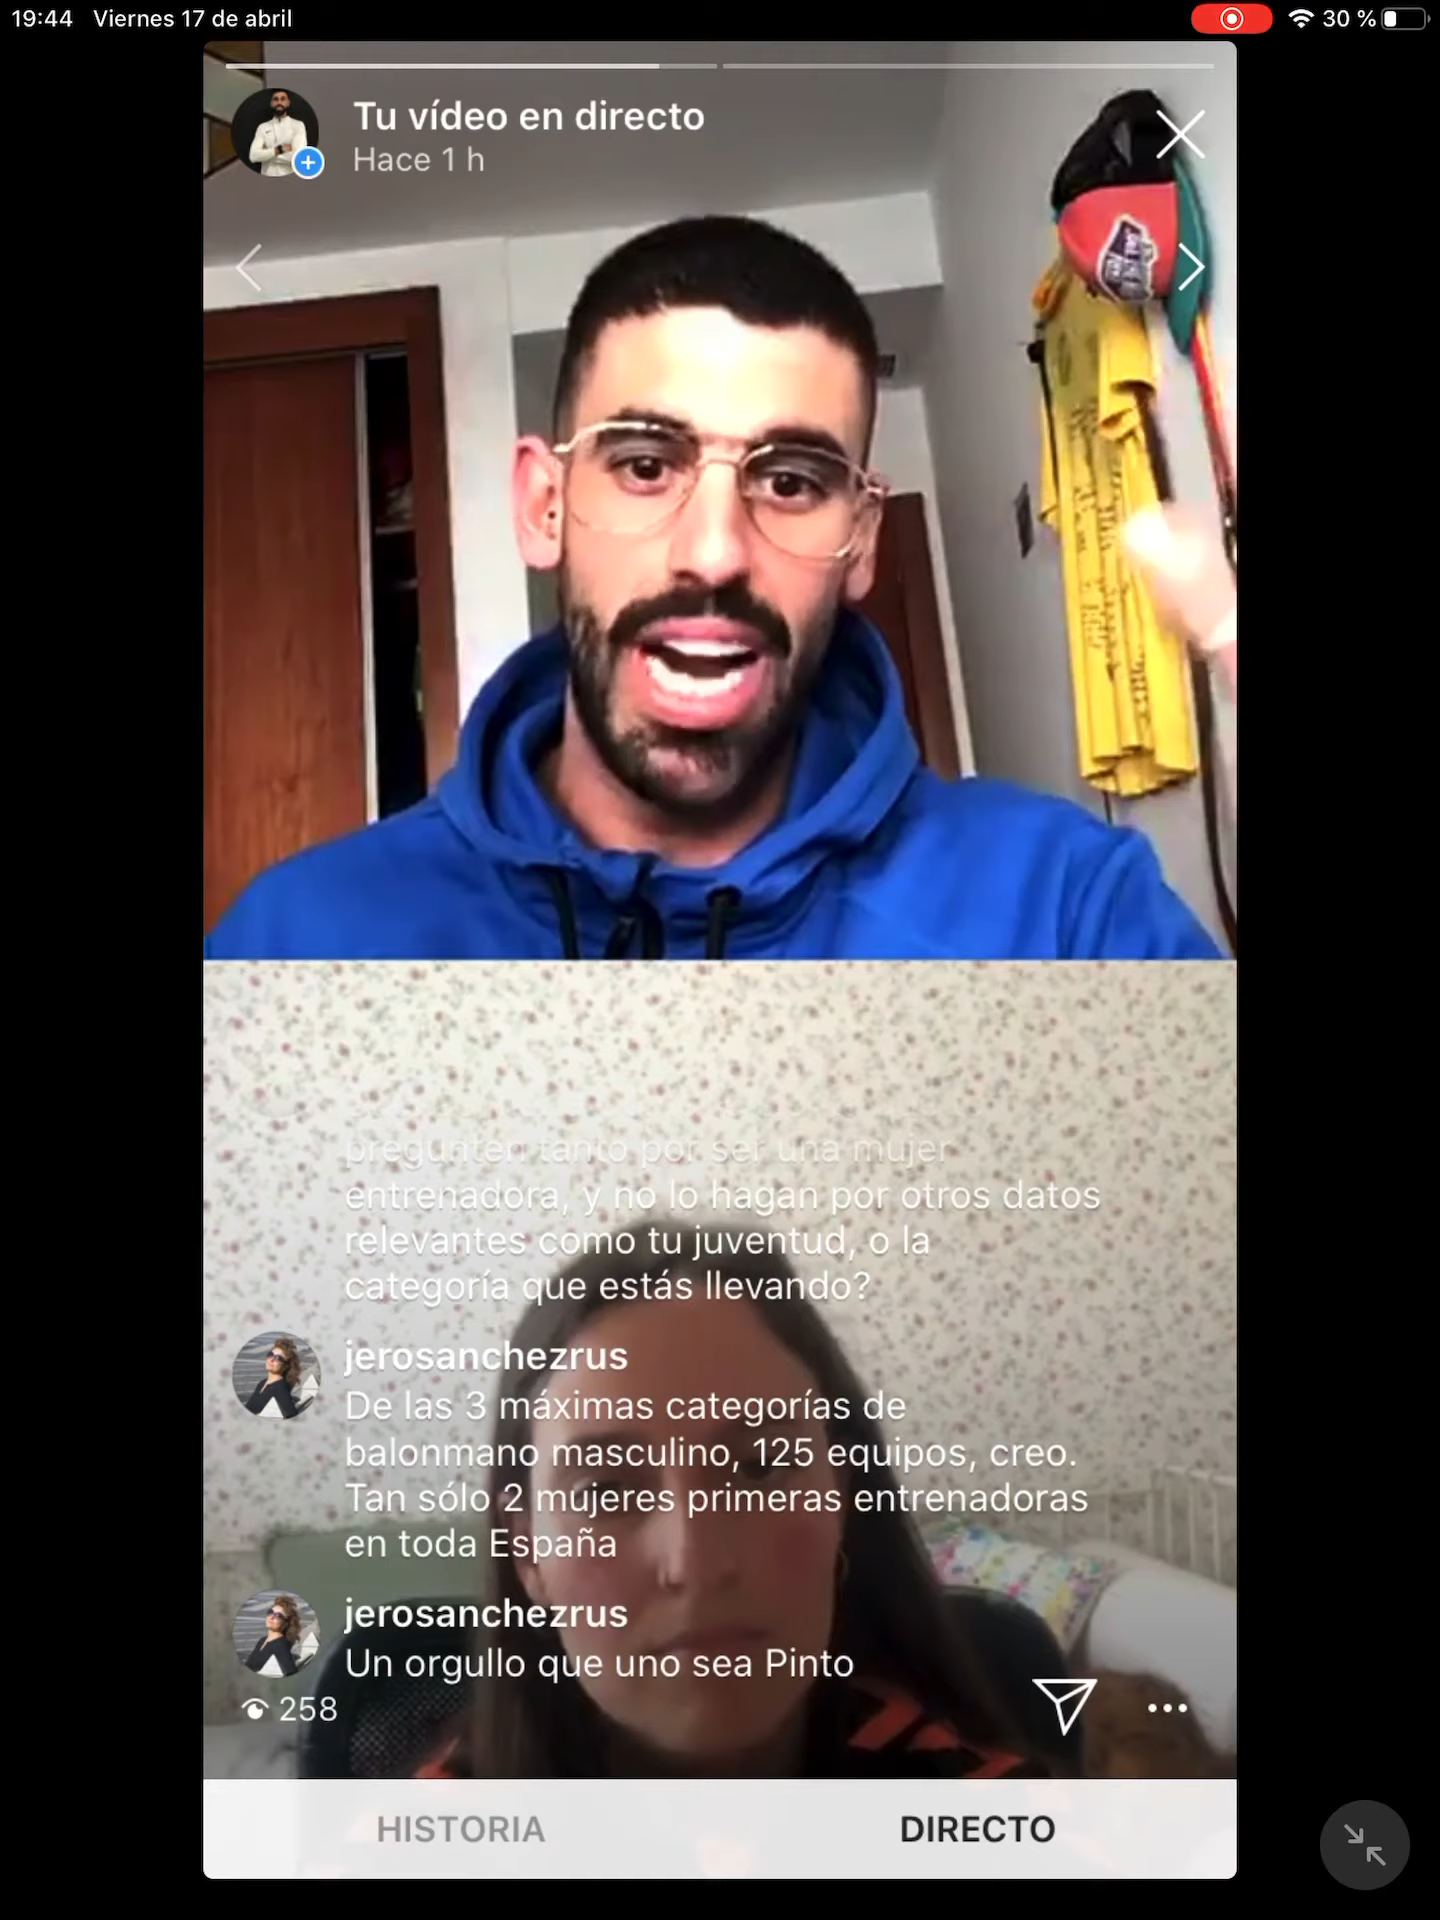 19:44 Viernes 17 de abril
30 %
Tu vídeo en directo
Hace 1 h
pregunten tanto por ser una mujer
entrenadora, y no lo hagan por otros datos
relevantes como tu juventud, o la
categoría que estás llevando?
jerosanchezrus
De las 3 máximas categorías de
balonmano masculino, 125 equipos, creo.
Tan sólo 2 mujeres primeras entrenadoras
en toda España
jerosanchezrus
Un orgullo que uno sea Pinto
258
HISTORIA
DIRECTO